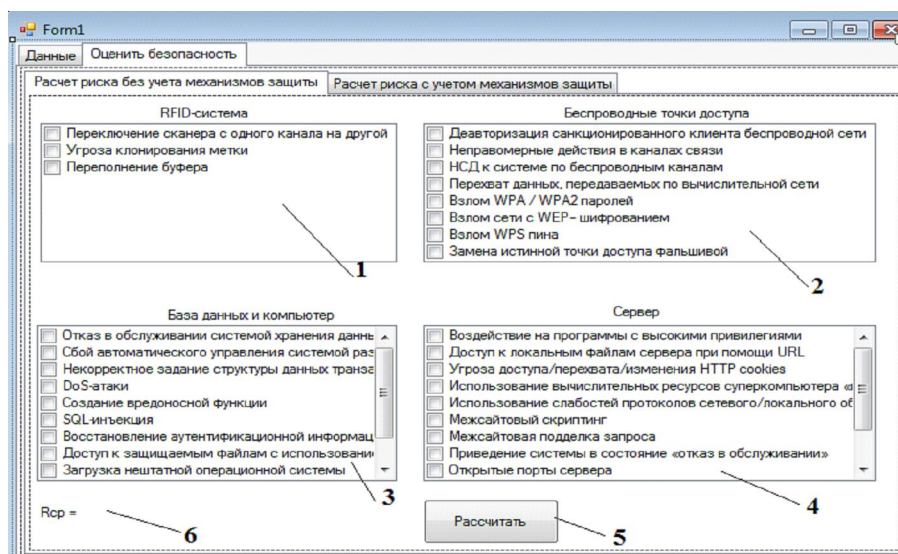 Form1
Данные Оценить безопасность
Расчет риска без учета механизмов защиты Расчет риска с учетом механизмов защиты
RFID-система
Переключение сканера с одного канала на другой
Угроза клонирования метки
Переполнение буфера
1
Беспроводные точки доступа
Деавторизация санкционированного клиента беспроводной сети
Неправомерные действия в каналах связи
НСД к системе по беспроводным каналам
Перехват данных, передаваемых по вычислительной сети
Взлом WPA / WPA2 паролей
Взлом сети с WEP– шифрованием
Взлом WPS пина
Замена истинной точки доступа фальшивой
2
База данных и компьютер
Отказ в обслуживании системой хранения данны
Сбой автоматического управления системой раз
Некорректное задание структуры данных транза
DoS-атаки
Создание вредоносной функции
SQL-инъекция
Восстановление аутентификационной информац
Доступ к защищаемым файлам с использовани
Загрузка нештатной операционной системы
3
Сервер
Воздействие на программы с высокими привилегиями
Доступ к локальным файлам сервера при помощи URL
Угроза доступа/перехвата/изменения HTTP cookies
Использование вычислительных ресурсов суперкомпьютера
Использование слабостей протоколов сетевого/локального об
Межсайтовый скриптинг
Межсайтовая подделка запроса
Приведение системы в состояние «отказ в обслуживании»
Открытые порты сервера
4
Rcp =
6
Рассчитать
5